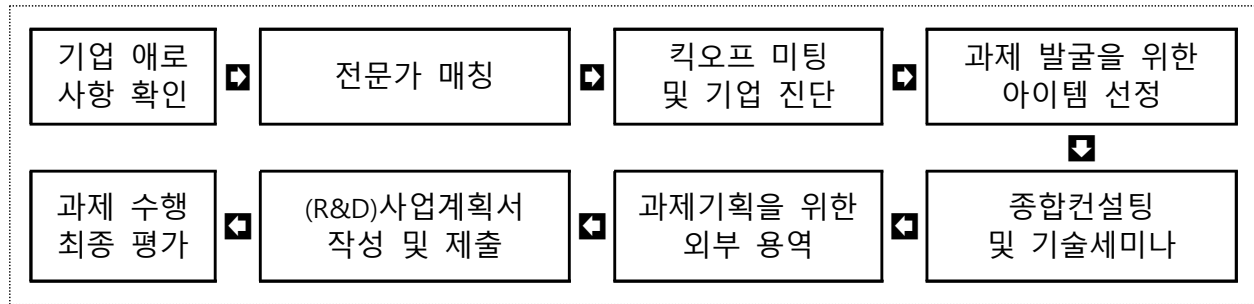 기업 애로
사항 확인
전문가 매칭
킥오프 미팅
및 기업 진단
과제 발굴을 위한
아이템 선정
종합컨설팅
및 기술세미나
과제기획을 위한
외부 용역
(R&D)사업계획서
작성 및 제출
과제 수행
최종 평가